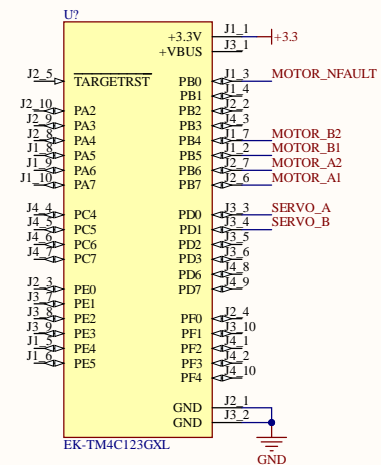 U?
+3.3V J1_1 +3.3
+VBUS J3_1
J2_5 TARGETRST PB0 J1_3 MOTOR_NFAULT
PB1 J1_4
J2_10 PA2 PB2 J2_2
J2_9 PA3 PB3 J4_3
J2_8 PA4 PB4 J1_7 MOTOR_B2
J1_8 PA5 PB5 J1_2 MOTOR_B1
J1_9 PA6 PB6 J2_7 MOTOR_A2
J1_10 PA7 PB7 J2_6 MOTOR_A1
J4_4 PC4 PD0 J3_3 SERVO_A
J4_5 PC5 PD1 J3_4 SERVO_B
J4_6 PC6 PD2 J3_5
J4_7 PC7 PD3 J3_6
PD6 J4_8
J2_3 PE0 PD7 J4_9
J3_7 PE1
J3_8 PE2 PF0 J2_4
J3_9 PE3 PF1 J3_10
J1_5 PE4 PF2 J4_1
J1_6 PE5 PF3 J4_2
PF4 J4_10
GND J2_1
GND J3_2
EK-TM4C123GXL
GND